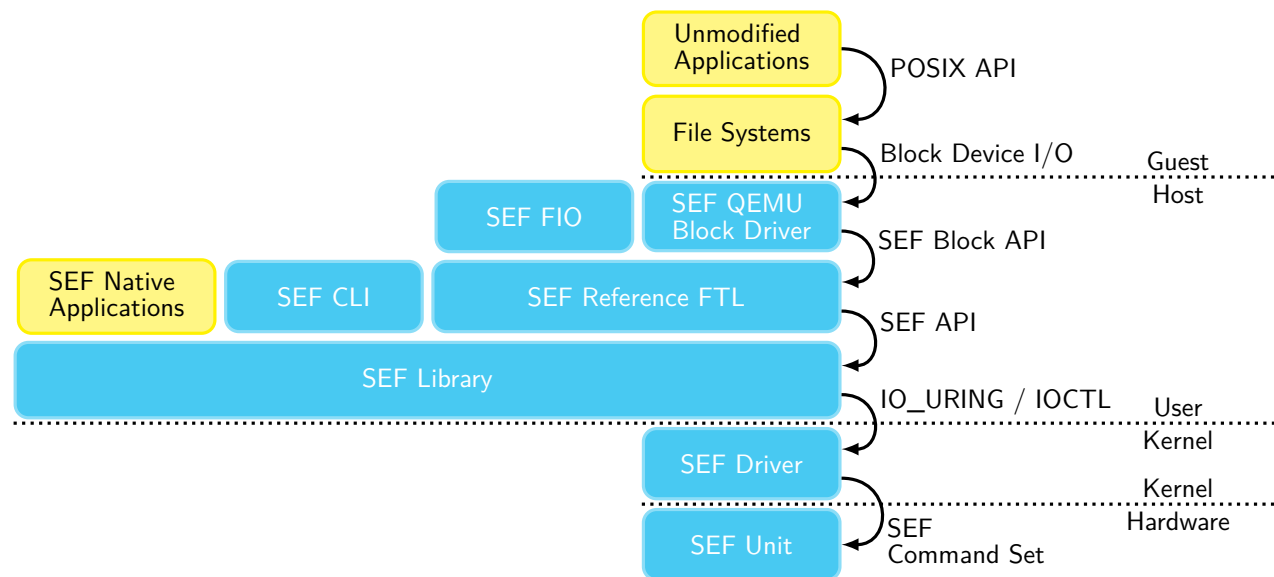 Unmodified
Applications
POSIX API
File Systems
Block Device I/O
Guest
Host
SEF FIO
SEF QEMU
Block Driver
SEF Block API
SEF Native
Applications
SEF CLI
SEF Reference FTL
SEF API
SEF Library
IO_URING / IOCTL
User
Kernel
SEF Driver
Kernel
Hardware
SEF Unit
SEF
Command Set